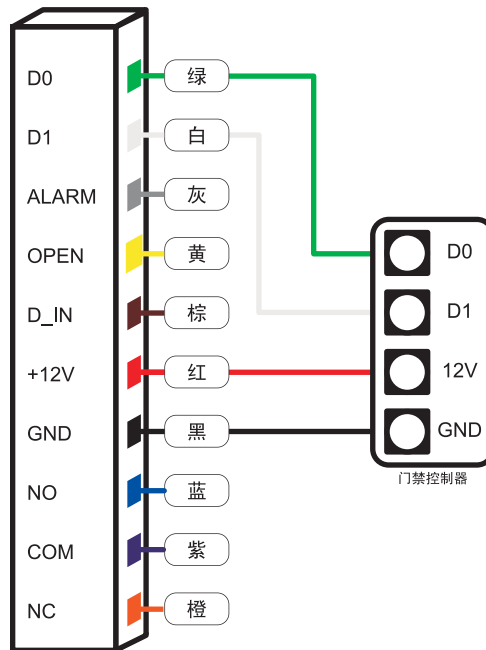 D0 绿
D1 白
ALARM 灰
OPEN 黄
D_IN 棕
+12V 红
GND 黑
NO 蓝
COM 紫
NC 橙
D0
D1
12V
GND
门禁控制器